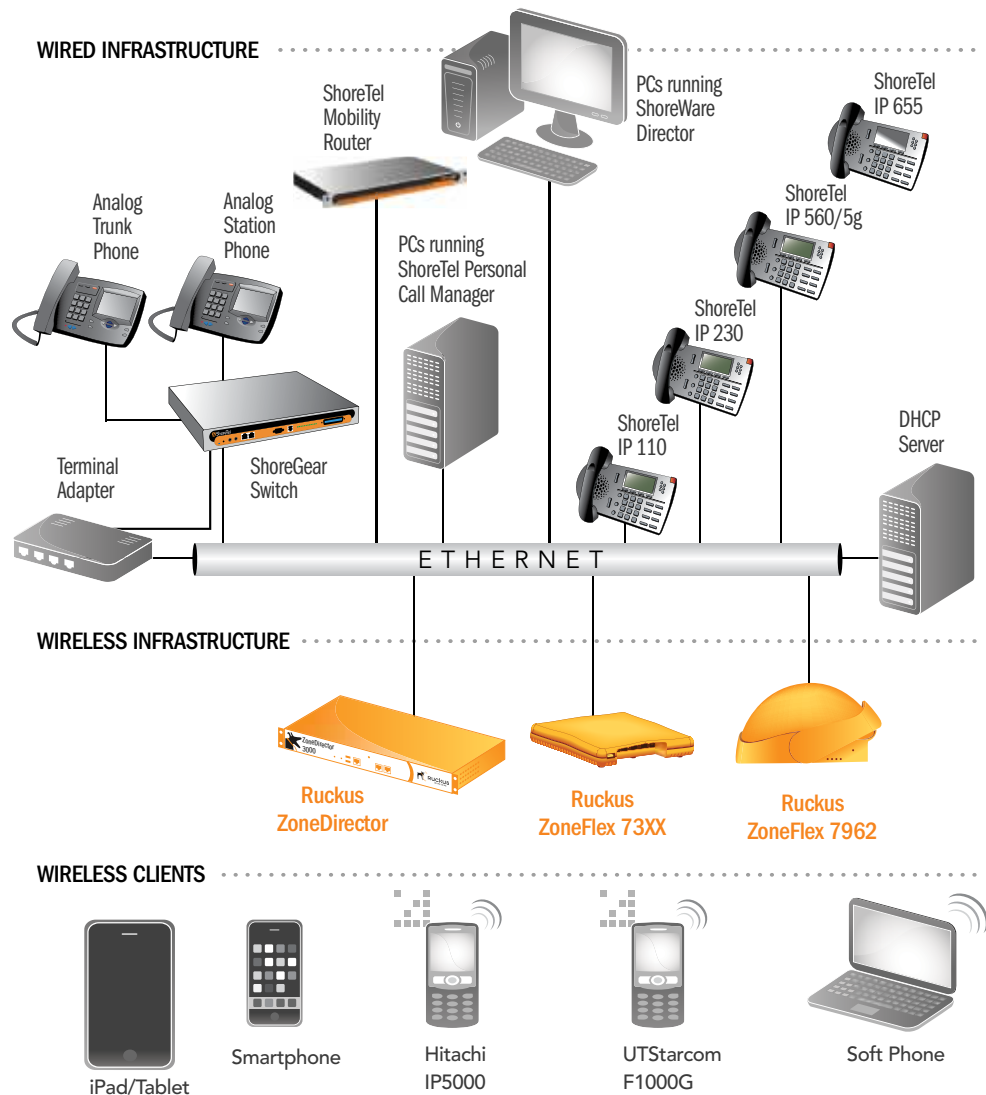 WIRED INFRASTRUCTURE
ShoreTel
Mobility
Router
PCs running
ShoreWare
Director
ShoreTel
IP 655
Analog
Trunk
Phone
Analog
Station
Phone
PCs running
ShoreTel Personal
Call Manager
ShoreTel
IP 560/5g
ShoreTel
IP 230
ShoreTel
IP 110
DHCP
Server
Terminal
Adapter
ShoreGear
Switch
ETHERNET
WIRELESS INFRASTRUCTURE
ZoneDirector
3000
Ruckus
Ruckus
ZoneDirector
Ruckus
ZoneFlex 73XX
Ruckus
ZoneFlex 7962
WIRELESS CLIENTS
iPad/Tablet
Smartphone
Hitachi
IP5000
UTStarcom
F1000G
Soft Phone